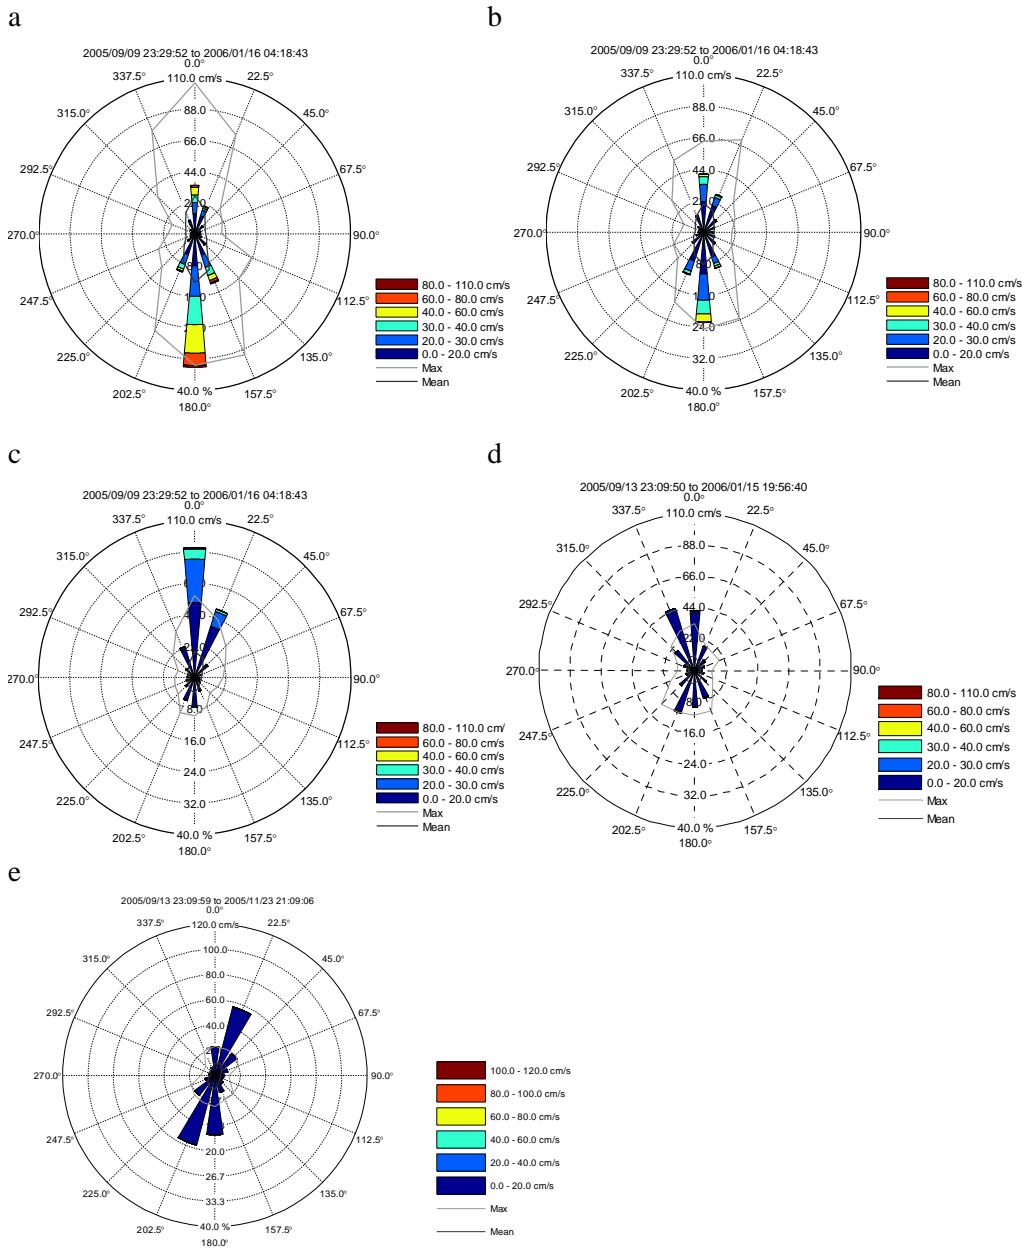 a
2005/09/09 23:29:52 to 2006/01/16 04:18:43
0.0°
337.5° 110.0 cm/s 22.5°
315.0° 88.0 45.0°
66.0
292.5° 44.0 67.5°
270.0° 90.0°
247.5° 112.5°
225.0° 135.0°
202.5° 40.0 % 157.5°
180.0°
80.0 - 110.0 cm/s
60.0 - 80.0 cm/s
40.0 - 60.0 cm/s
30.0 - 40.0 cm/s
20.0 - 30.0 cm/s
0.0 - 20.0 cm/s
Max
Mean
b
2005/09/09 23:29:52 to 2006/01/16 04:18:43
0.0°
337.5° 110.0 cm/s 22.5°
315.0° 88.0 45.0°
66.0
292.5° 44.0 67.5°
270.0° 90.0°
247.5° 112.5°
24.0
225.0° 32.0 135.0°
202.5° 40.0 % 157.5°
180.0°
80.0 - 110.0 cm/s
60.0 - 80.0 cm/s
40.0 - 60.0 cm/s
30.0 - 40.0 cm/s
20.0 - 30.0 cm/s
0.0 - 20.0 cm/s
Max
Mean
c
2005/09/09 23:29:52 to 2006/01/16 04:18:43
0.0°
337.5° 110.0 cm/s 22.5°
315.0° 45.0°
292.5° 67.5°
270.0° 90.0°
8.0
247.5° 16.0 112.5°
24.0
225.0° 32.0 135.0°
202.5° 40.0 % 157.5°
180.0°
80.0 - 110.0 cm/
60.0 - 80.0 cm/s
40.0 - 60.0 cm/s
30.0 - 40.0 cm/s
20.0 - 30.0 cm/s
0.0 - 20.0 cm/s
Max
Mean
d
2005/09/13 23:09:50 to 2006/01/15 19:56:40
0.0°
337.5° 110.0 cm/s 22.5°
315.0° 88.0 45.0°
66.0
292.5° 44.0 67.5°
22.0
270.0° 90.0°
8.0
247.5° 16.0 112.5°
24.0
225.0° 32.0 135.0°
202.5° 40.0 % 157.5°
180.0°
80.0 - 110.0 cm/s
60.0 - 80.0 cm/s
40.0 - 60.0 cm/s
30.0 - 40.0 cm/s
20.0 - 30.0 cm/s
0.0 - 20.0 cm/s
Max
Mean
e
2005/09/13 23:09:59 to 2005/11/23 21:09:06
0.0°
337.5° 120.0 cm/s 22.5°
315.0° 100.0 45.0°
80.0
292.5° 60.0 67.5°
40.0
270.0° 90.0°
247.5° 20.0 112.5°
26.7
225.0° 33.3 135.0°
202.5° 40.0 % 157.5°
180.0°
100.0 - 120.0 cm/s
80.0 - 100.0 cm/s
60.0 - 80.0 cm/s
40.0 - 60.0 cm/s
20.0 - 40.0 cm/s
0.0 - 20.0 cm/s
Max
Mean